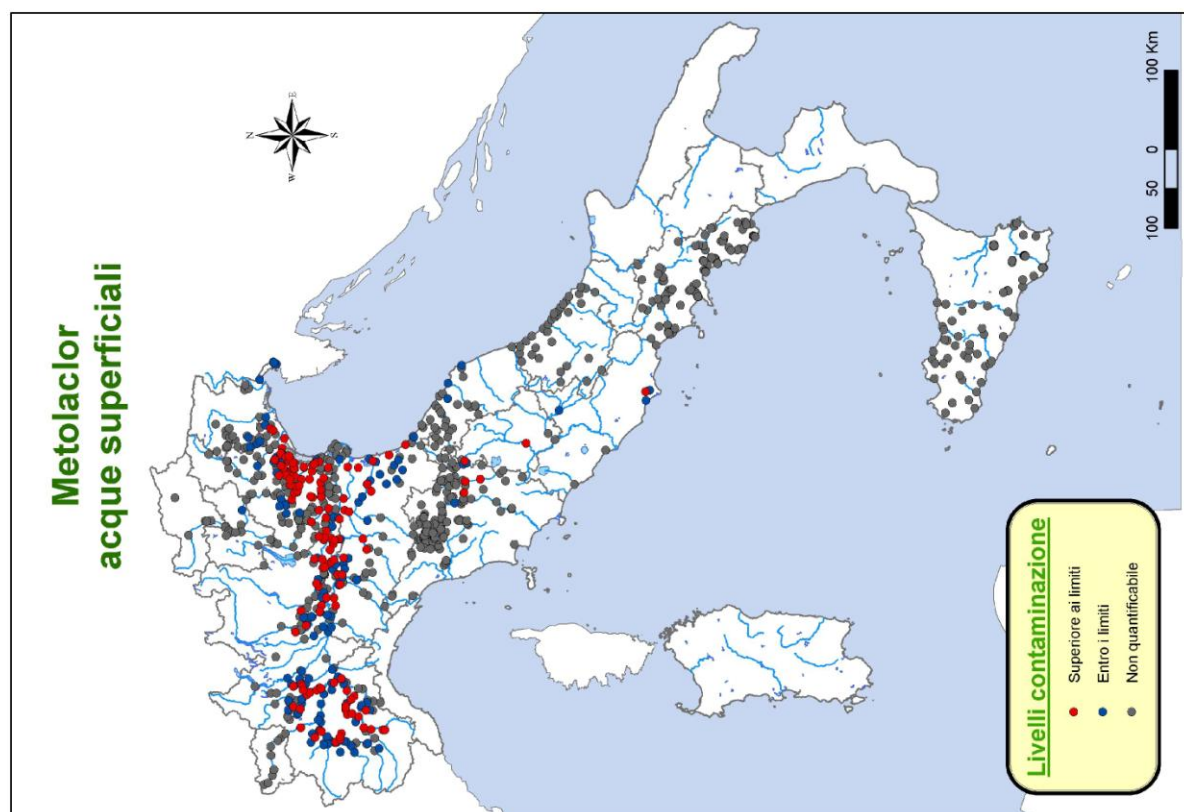 Metolaclor
acque superficiali
N
W
E
S
Livelli contaminazione
Superiore ai limiti
Entro i limiti
Non quantificabile
100 50 0 100 Km